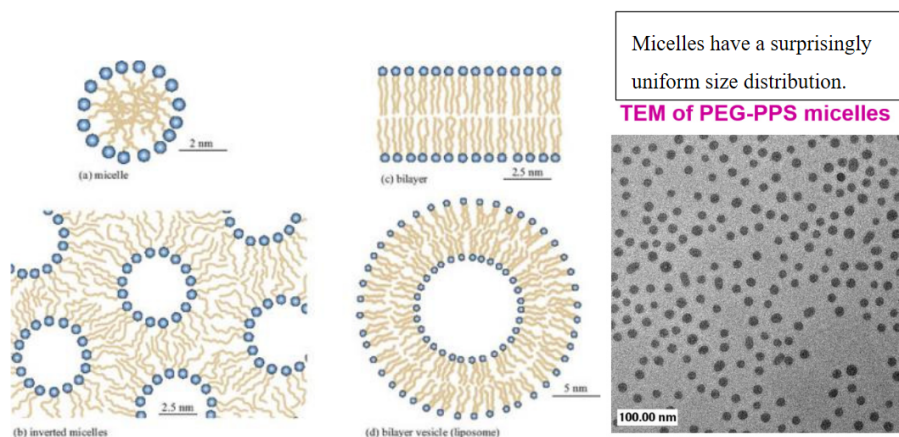 2 nm
(a) micelle
2.5 nm
(c) bilayer
2.5 nm
(b) inverted micelles
5 nm
(d) bilayer vesicle (liposome)
Micelles have a surprisingly
uniform size distribution.
TEM of PEG-PPS micelles
100.00 nm